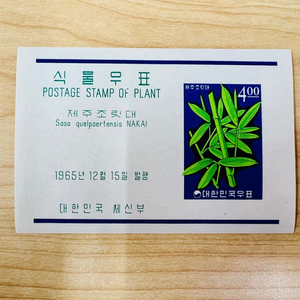 식물우표
POSTAGE STAMP OF PLANT
제주조릿대
Sasa quelpaertensis NAKAI
1965년 12월 15일 발행
대한민국 체신부
제주조릿대
4.00
대한민국우표